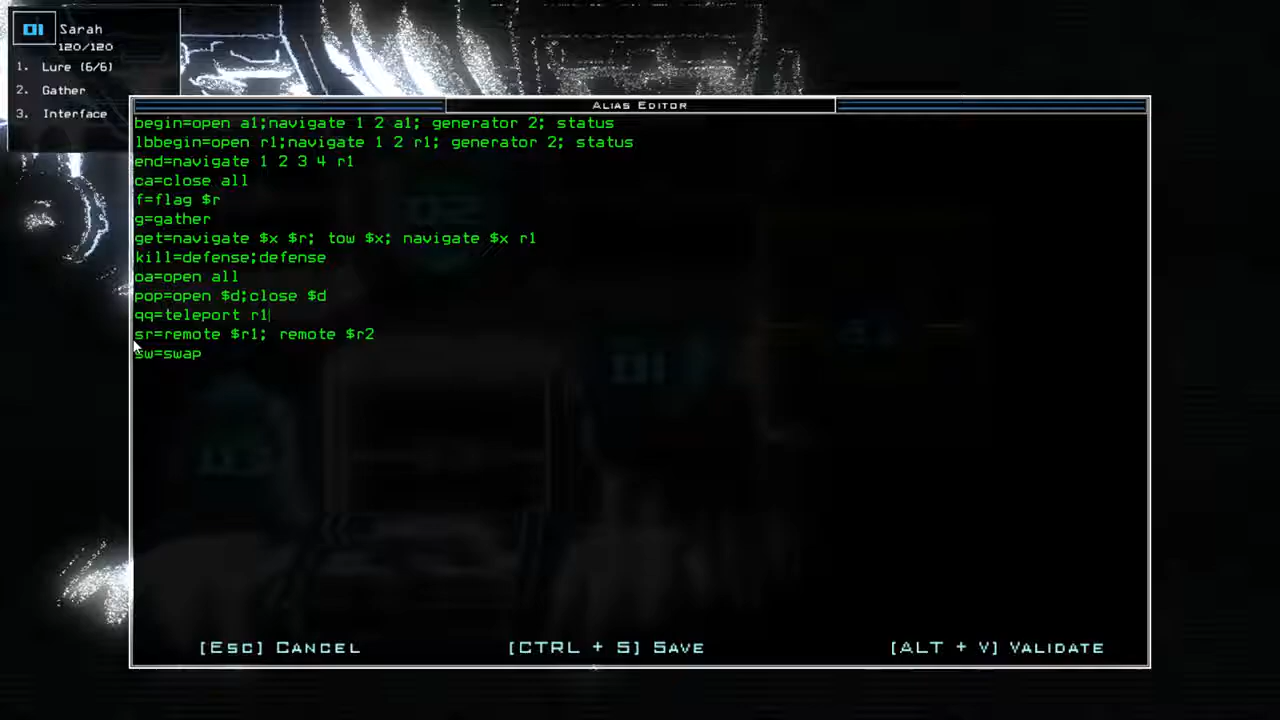 01 Sarah
120/120
1. Lure (6/6)
2. Gather
3. Interface
Alias Editor
begin=open a1;navigate 1 2 a1; generator 2; status
lbbegin=open r1;navigate 1 2 r1; generator 2; status
end=navigate 1 2 3 4 r1
ca=close all
f=flag $r
g=gather
get=navigate $x $r; tow $x; navigate $x r1
kill=defense;defense
oa=open all
pop=open $d;close $d
qq=teleport r1
sr=remote $r1; remote $r2
sw=swap
[Esc] Cancel [CTRL + S] Save [ALT + V] Validate